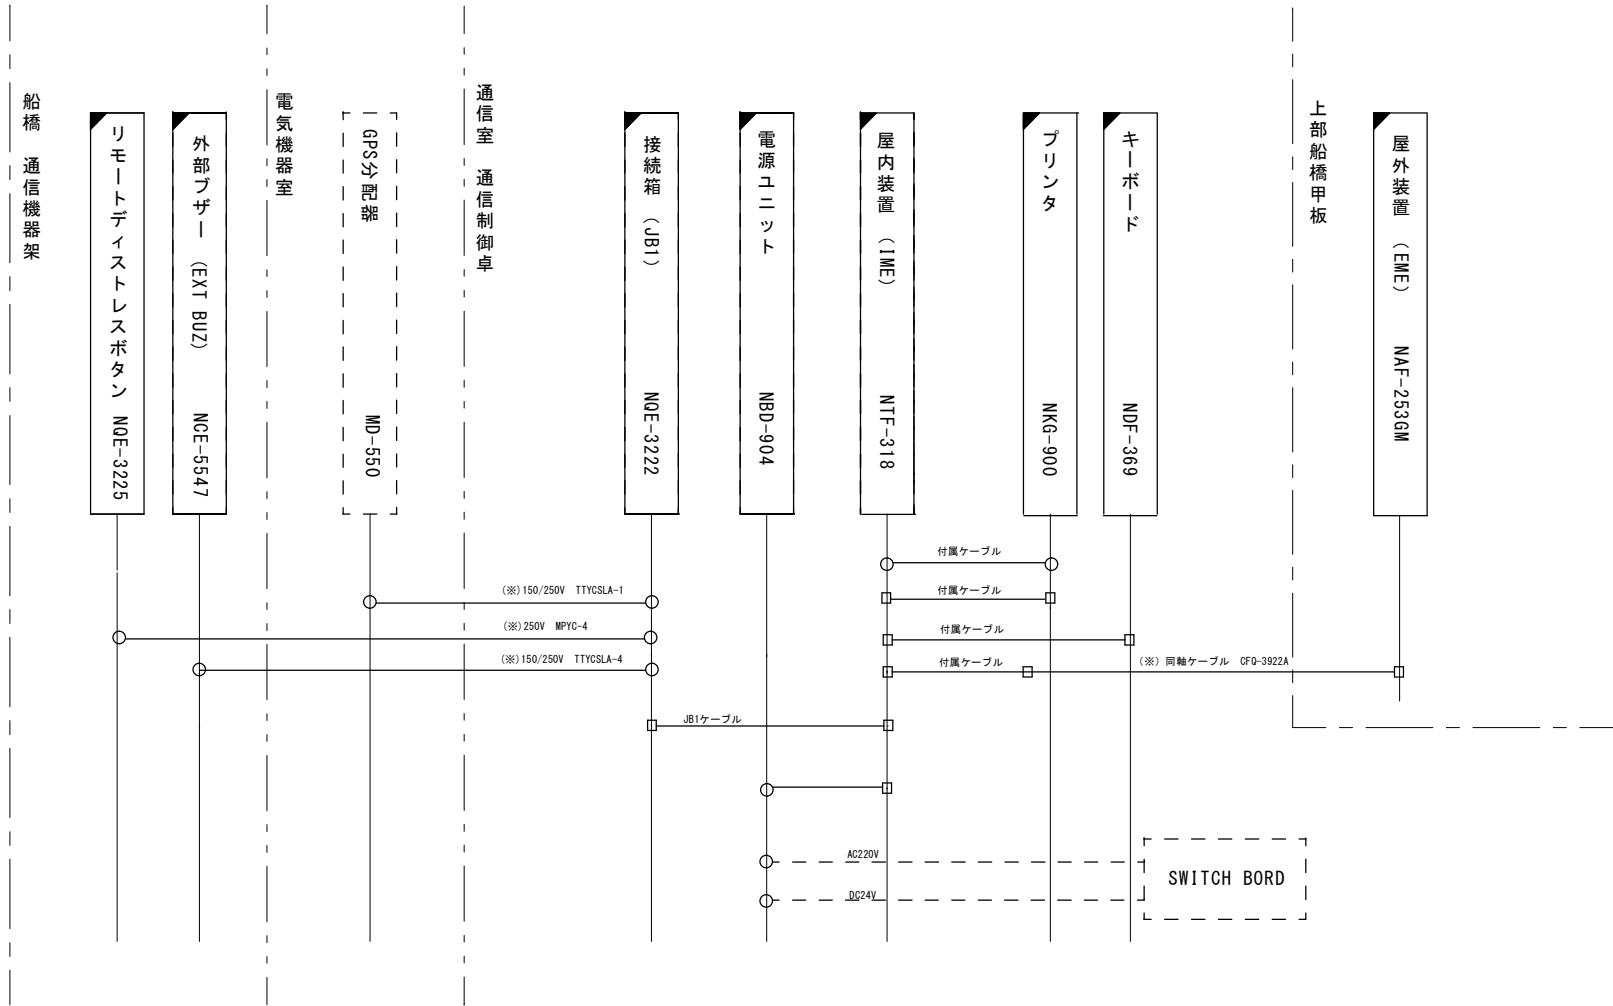 船橋　通信機器架
リモートディストレスボタン　NQE-3225
外部ブザー　(EXT BUZ)　NCE-5547
電気機器室
GPS分配器　MD-550
通信室　通信制御卓
接続箱　(JB1)　NQE-3222
電源ユニット　NBD-904
屋内装置　(IME)　NTF-318
プリンタ　NKG-900
キーボード　NDF-369
上部船橋甲板
屋外装置　(EME)　NAF-253GM
付属ケーブル
(※)150/250V　TTYCSLA-1
付属ケーブル
(※)250V　MPYC-4
付属ケーブル
(※)150/250V　TTYCSLA-4
付属ケーブル
(※) 同軸ケーブル　CFQ-3922A
JB1ケーブル
AC220V
DC24V
SWITCH BORD